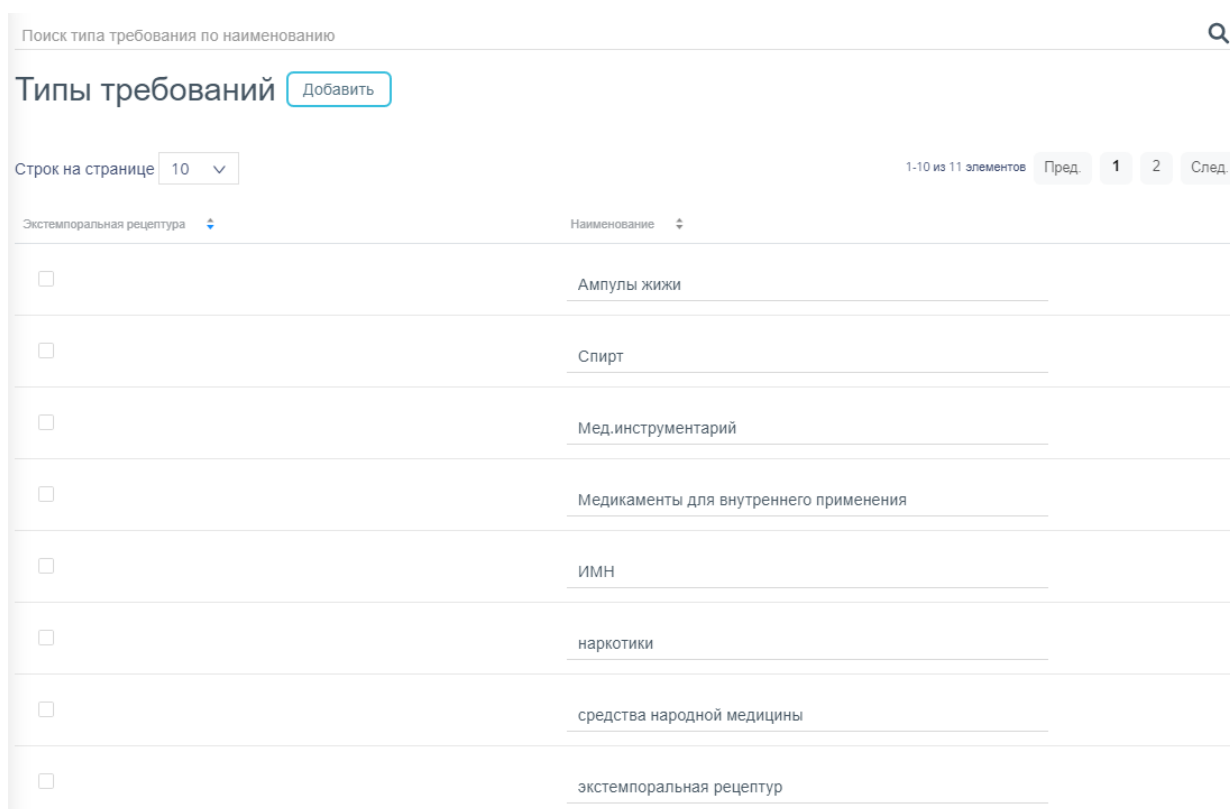 Поиск типа требования по наименованию
Типы требований Добавить
Строк на странице 10 1-10 из 11 элементов Пред. 1 2 След.
Экстемпоральная рецептура Наименование
Ампулы жижи
Спирт
Мед.инструментарий
Медикаменты для внутреннего применения
ИМН
наркотики
средства народной медицины
экстемпоральная рецептур